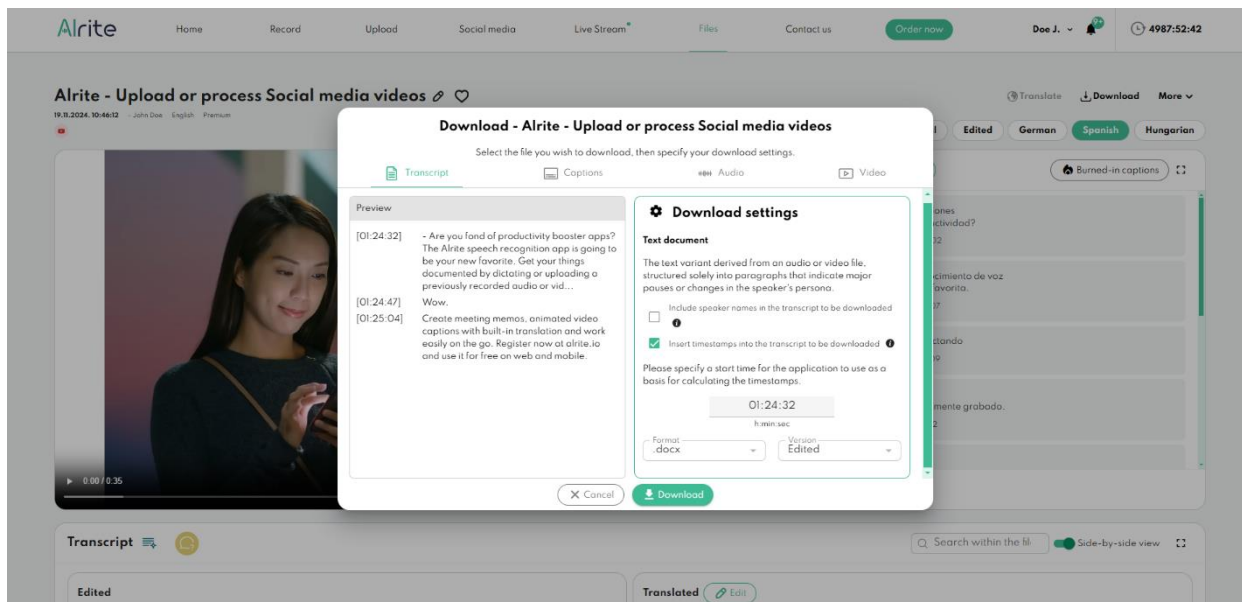 Alrite
Home Record Upload Social media Live Stream Files Contact us Order now Doe J. 9+ 4987:52:42
Alrite - Upload or process Social media videos
Translate Download More
19.11.2024. 10:46:12 - John Doe English Premium
Edited German Spanish Hungarian
Burned-in captions
Download - Alrite - Upload or process Social media videos
Select the file you wish to download, then specify your download settings.
Transcript Captions Audio Video
Preview
[01:24:32] - Are you fond of productivity booster apps?
The Alrite speech recognition app is going to
be your new favorite. Get your things
documented by dictating or uploading a
previously recorded audio or vid...
[01:24:47] Wow.
[01:25:04] Create meeting memos, animated video
captions with built-in translation and work
easily on the go. Register now at alrite.io
and use it for free on web and mobile.
Download settings
Text document
The text variant derived from an audio or video file,
structured solely into paragraphs that indicate major
pauses or changes in the speaker's persona.
Include speaker names in the transcript to be downloaded
Insert timestamps into the transcript to be downloaded
Please specify a start time for the application to use as a
basis for calculating the timestamps.
01:24:32
h:min:sec
Format
.docx
Version
Edited
Cancel Download
ones
ctividad?
02
32
cimiento de voz
avorita.
07
37
ctando
09
mente grabado.
2
0:00 / 0:35
Transcript
Search within the fil
Side-by-side view
Edited
Translated Edit